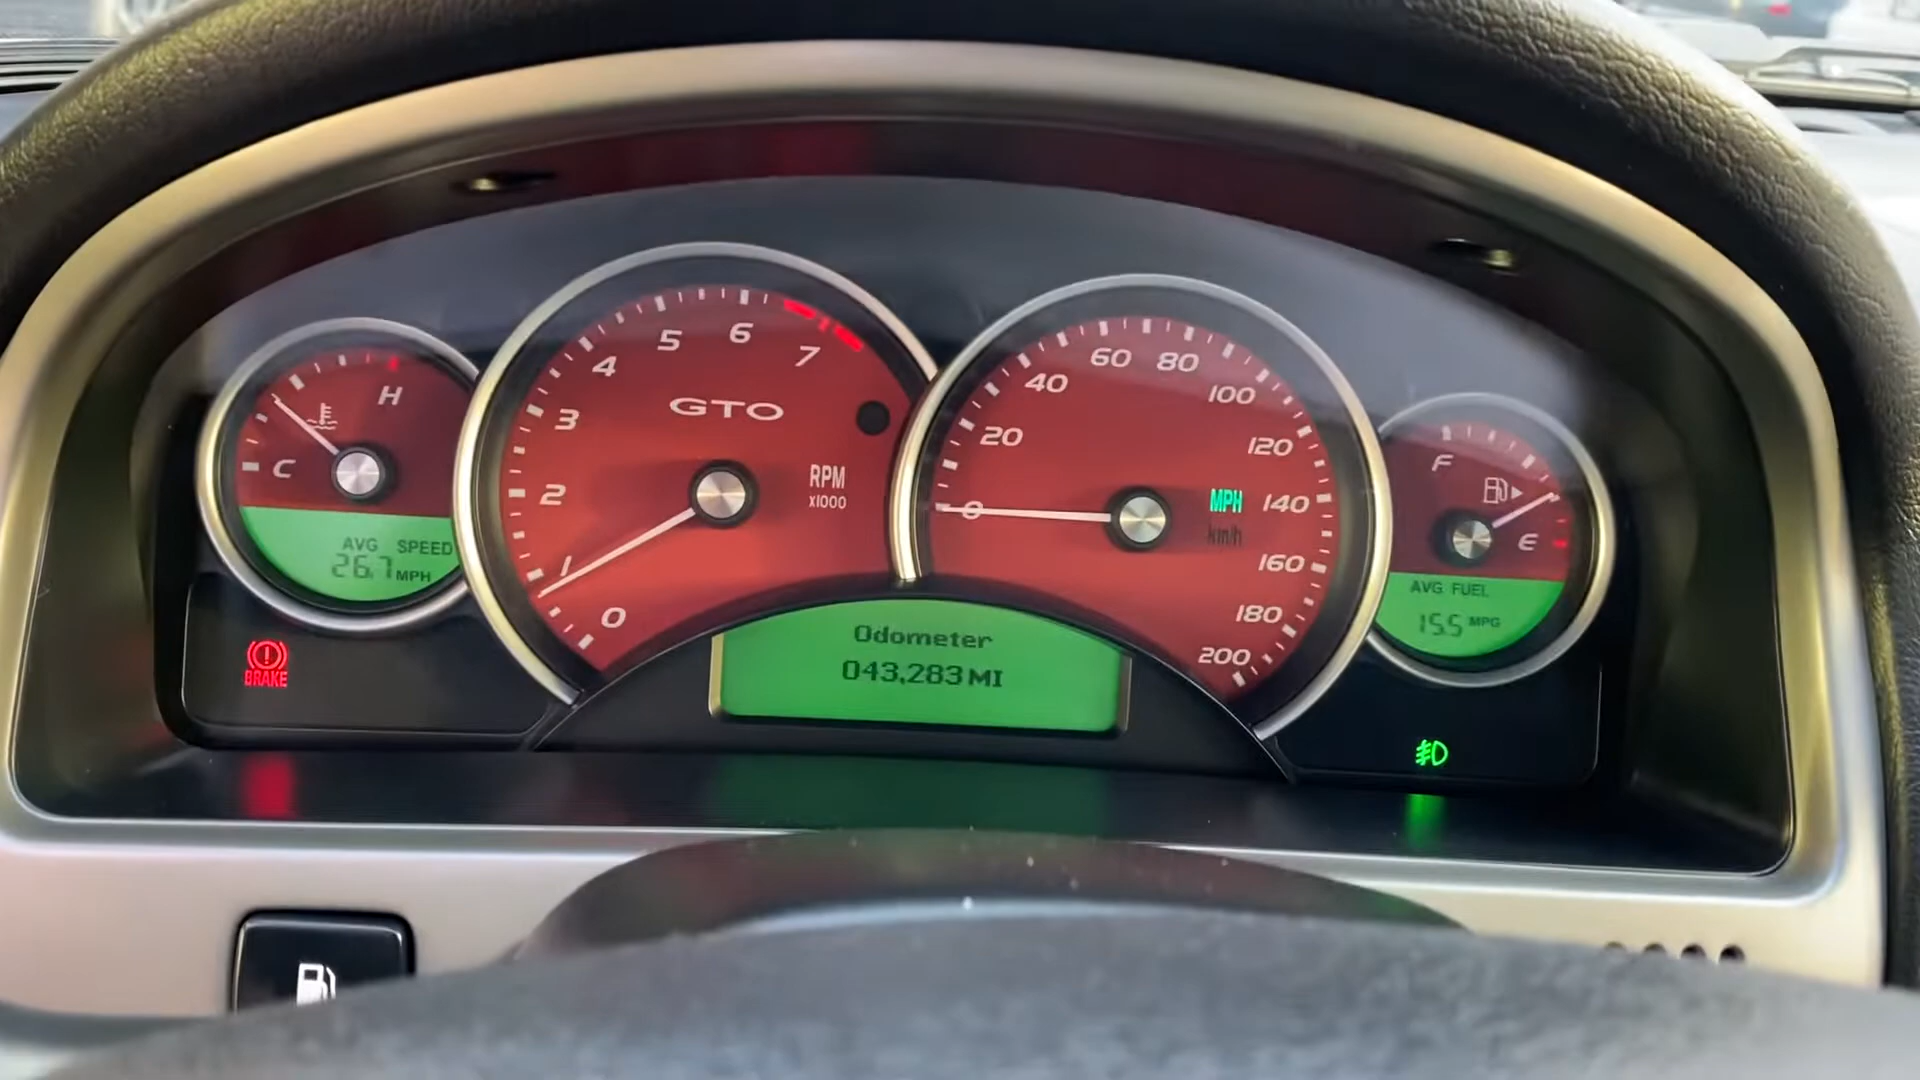 H
C
AVG SPEED
26.7 MPH
BRAKE
0
1
2
3
4
5
6
7
GTO
RPM
x1000
0
20
40
60
80
100
120
140
160
180
200
MPH
km/h
Odometer
043,283 MI
F
E
AVG FUEL
15.5 MPG